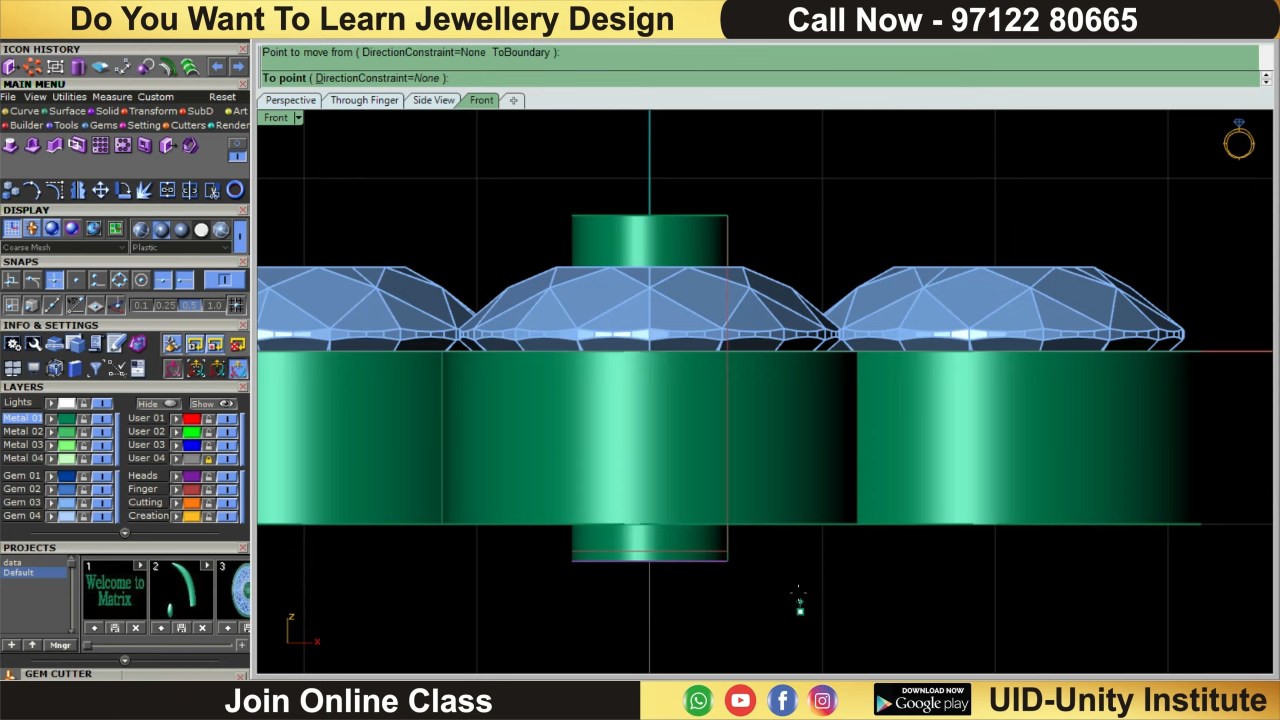 Do You Want To Learn Jewellery Design
Call Now - 97122 80665
ICON HISTORY
MAIN MENU
File View Utilities Measure Custom Reset
Curve Surface Solid Transform SubD Art
Builder Tools Gems Setting Cutters Render
DISPLAY
Coarse Mesh
Plastic
SNAPS
0.1 0.25 0.5 1.0
INFO & SETTINGS
LAYERS
Lights
Hide
Show
Metal 01
User 01
Metal 02
User 02
Metal 03
User 03
Metal 04
User 04
Gem 01
Heads
Gem 02
Finger
Gem 03
Cutting
Gem 04
Creation
PROJECTS
data
Default
1
Welcome to Matrix
2
3
Mngr
GEM CUTTER
Point to move from ( DirectionConstraint=None ToBoundary ):
To point ( DirectionConstraint=None ):
Perspective
Through Finger
Side View
Front
Front
z
x
Join Online Class
DOWNLOAD NOW
Google play
UID-Unity Institute